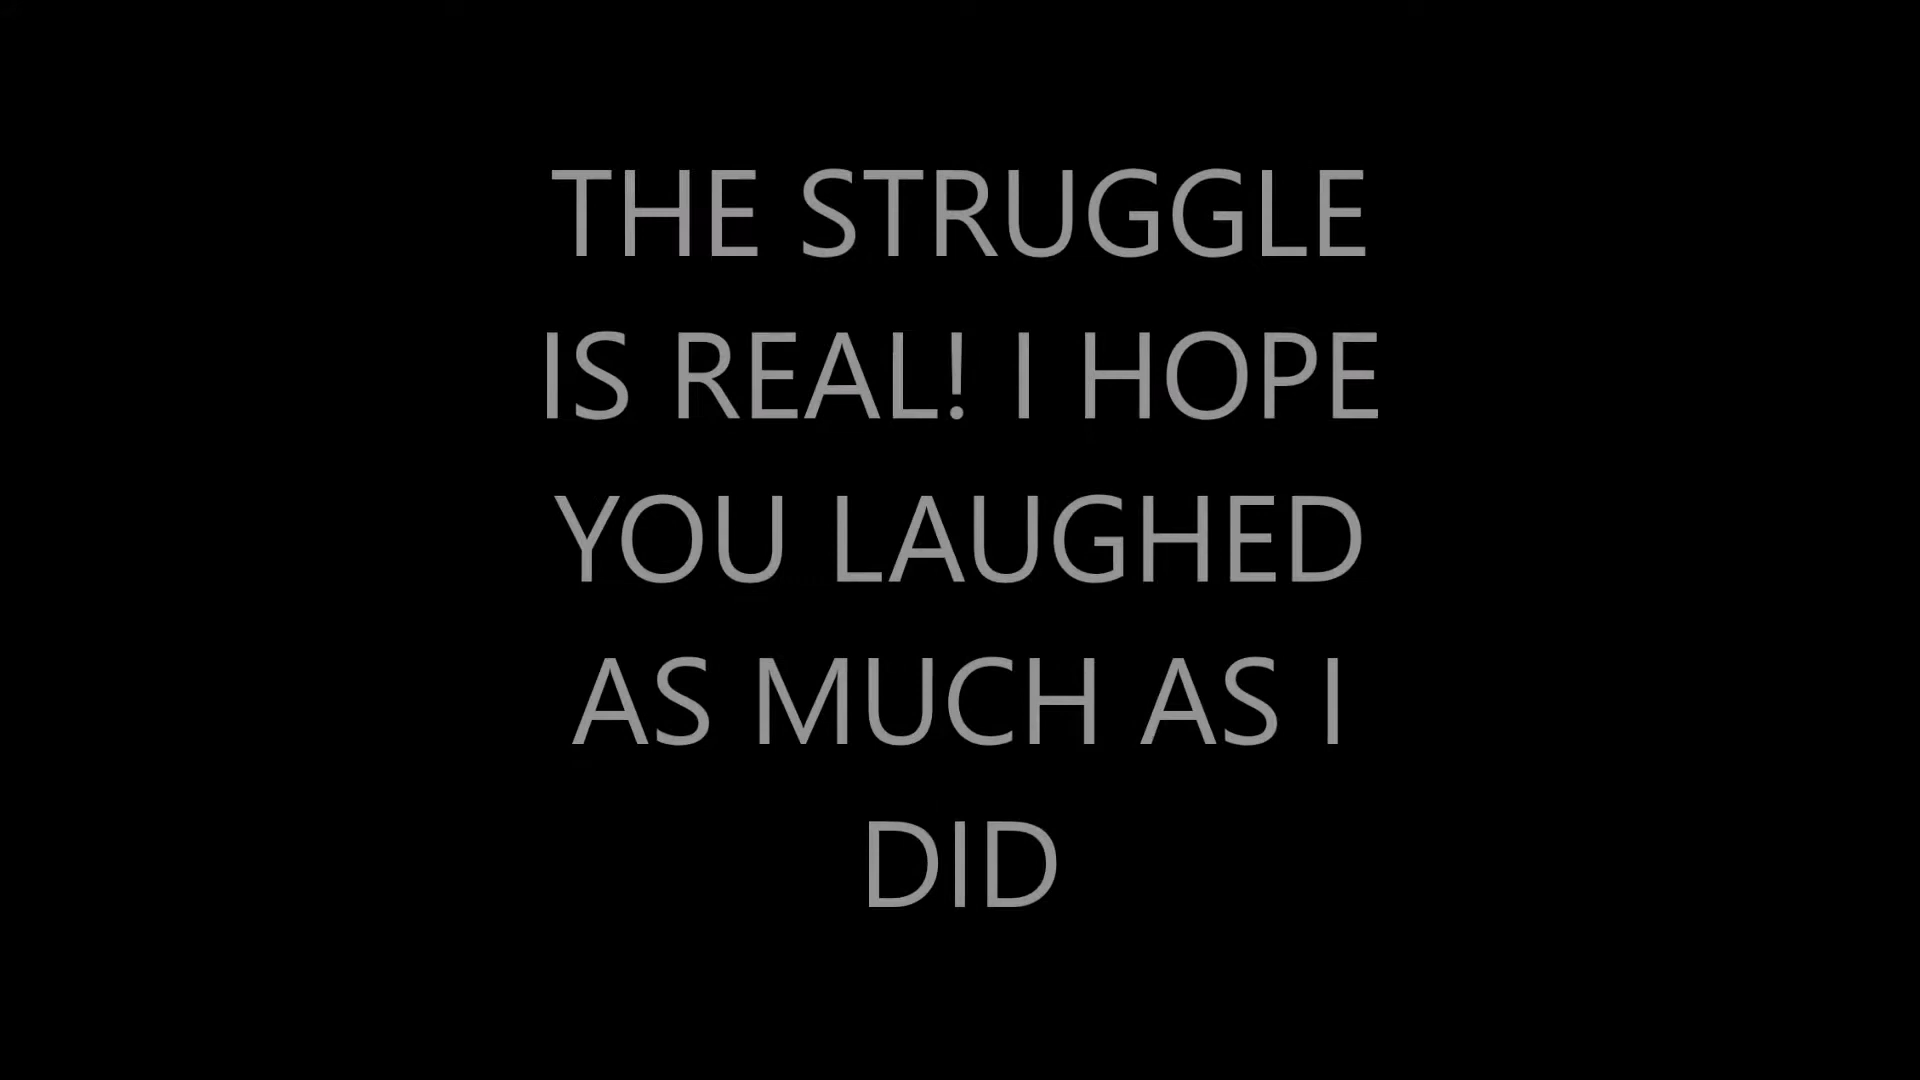 THE STRUGGLE
IS REAL! I HOPE
YOU LAUGHED
AS MUCH AS I
DID